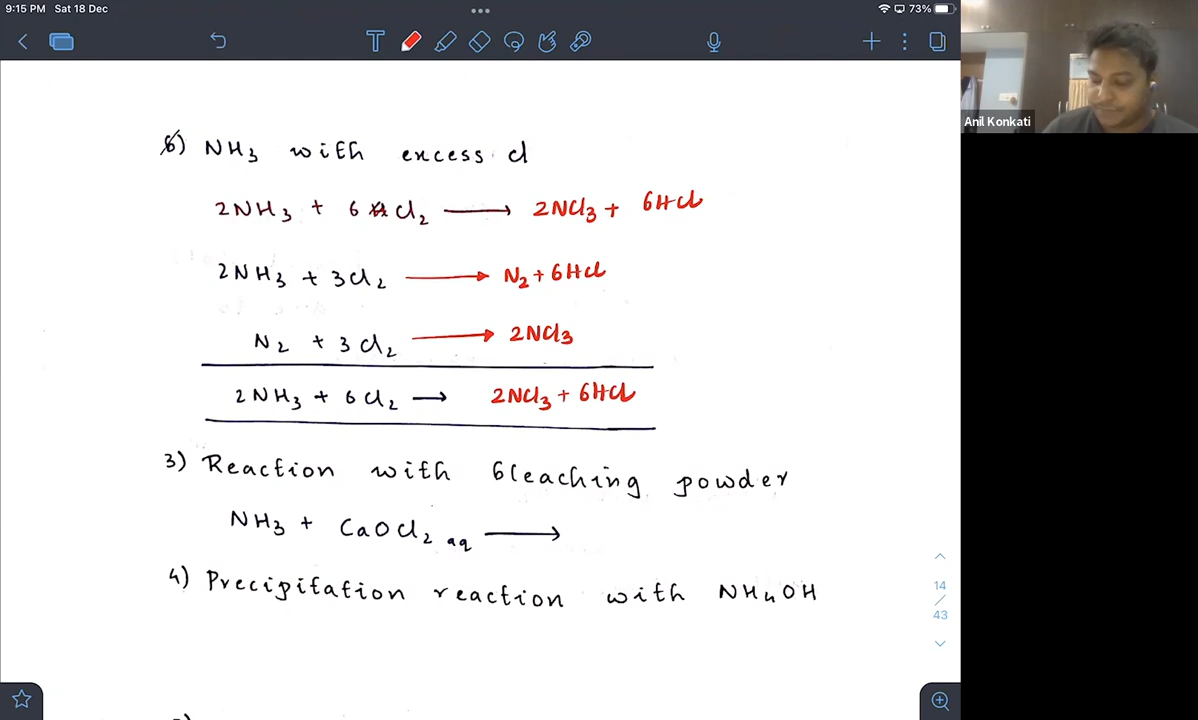 9:15 PM Sat 18 Dec
73%
Anil Konkati
6) NH3 with excess Cl
2NH3 + 6 Cl2 ⟶ 2NCl3 + 6HCl
2NH3 + 3Cl2 ⟶ N2 + 6HCl
N2 + 3Cl2 ⟶ 2NCl3
2NH3 + 6Cl2 ⟶ 2NCl3 + 6HCl
3) Reaction with bleaching powder
NH3 + CaOCl2 aq ⟶
4) Precipitation reaction with NH4OH
14
/
43